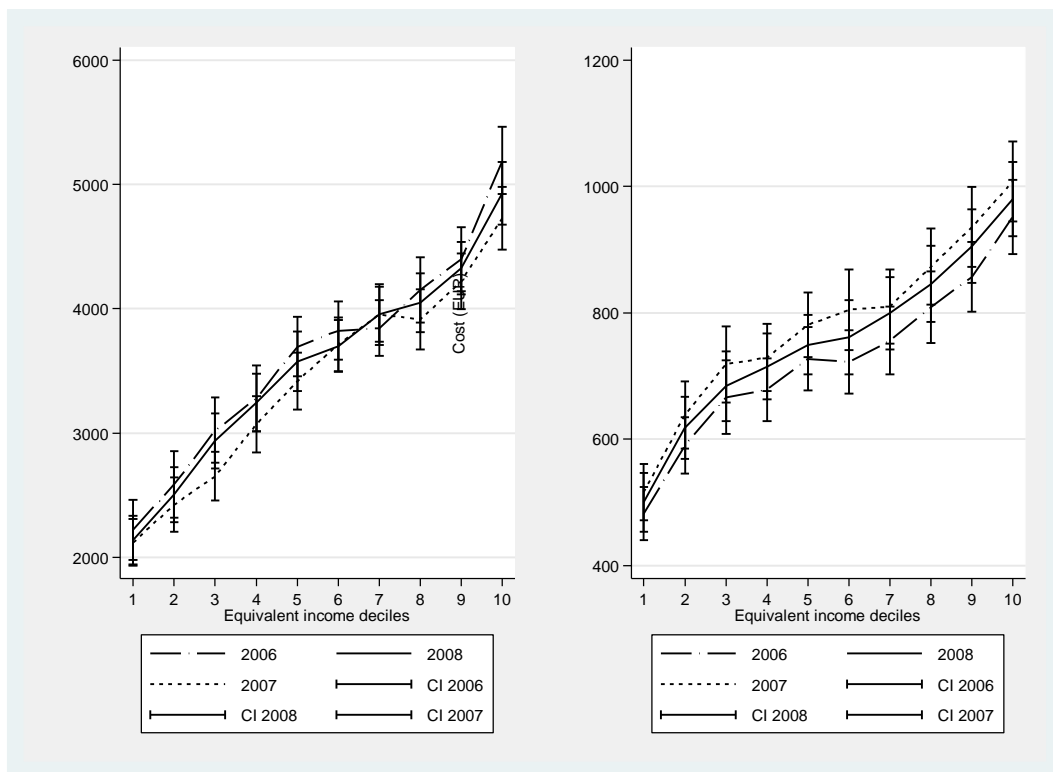 6000
5000
4000
3000
2000
1 2 3 4 5 6 7 8 9 10
Equivalent income deciles
2006 2008
2007 CI 2006
CI 2008 CI 2007
Cost (EUR)
1200
1000
800
600
400
1 2 3 4 5 6 7 8 9 10
Equivalent income deciles
2006 2008
2007 CI 2006
CI 2008 CI 2007